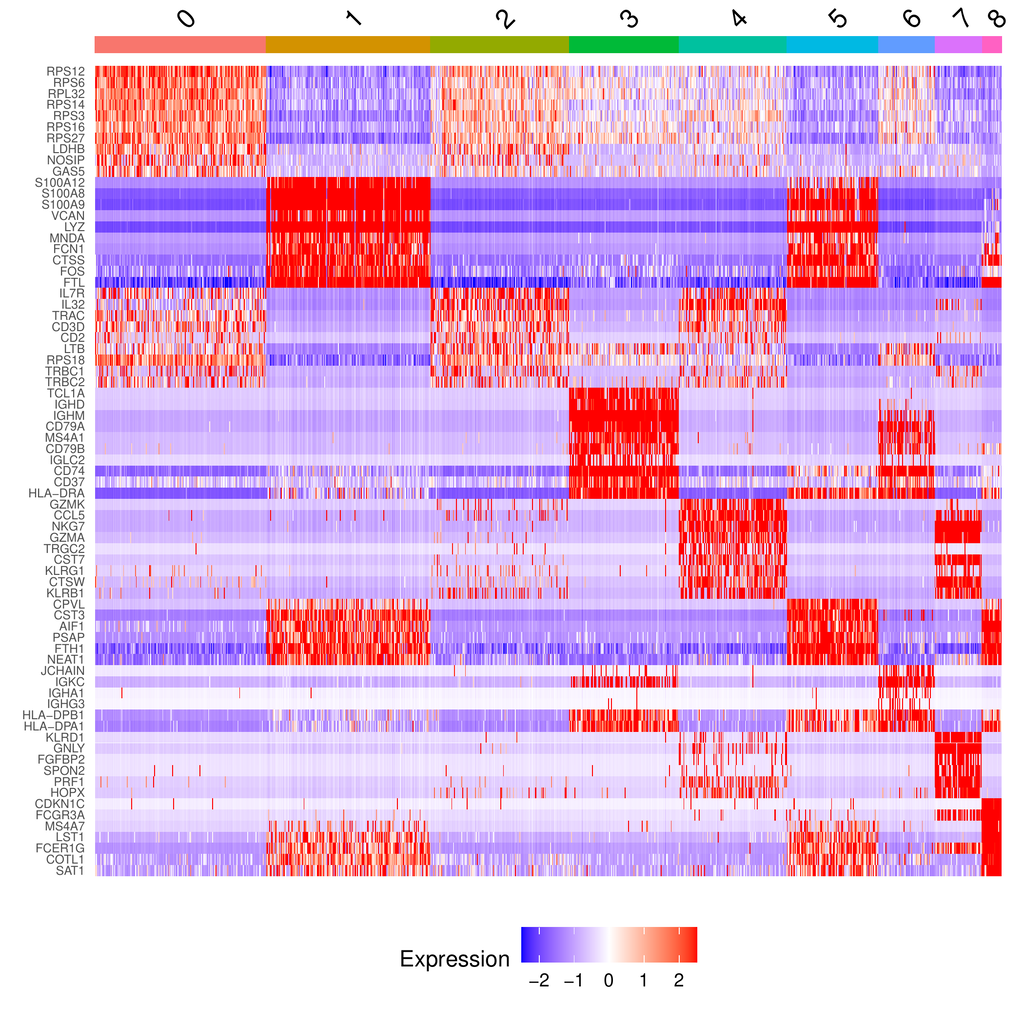 0 1 2 3 4 5 6 7 8
RPS12
RPS6
RPL32
RPS14
RPS3
RPS16
RPS27
LDHB
NOSIP
GAS5
S100A12
S100A8
S100A9
VCAN
LYZ
MNDA
FCN1
CTSS
FOS
FTL
IL7R
IL32
TRAC
CD3D
CD2
LTB
RPS18
TRBC1
TRBC2
TCL1A
IGHD
IGHM
CD79A
MS4A1
CD79B
IGLC2
CD74
CD37
HLA−DRA
GZMK
CCL5
NKG7
GZMA
TRGC2
CST7
KLRG1
CTSW
KLRB1
CPVL
CST3
AIF1
PSAP
FTH1
NEAT1
JCHAIN
IGKC
IGHA1
IGHG3
HLA−DPB1
HLA−DPA1
KLRD1
GNLY
FGFBP2
SPON2
PRF1
HOPX
CDKN1C
FCGR3A
MS4A7
LST1
FCER1G
COTL1
SAT1
Expression
−2 −1 0 1 2